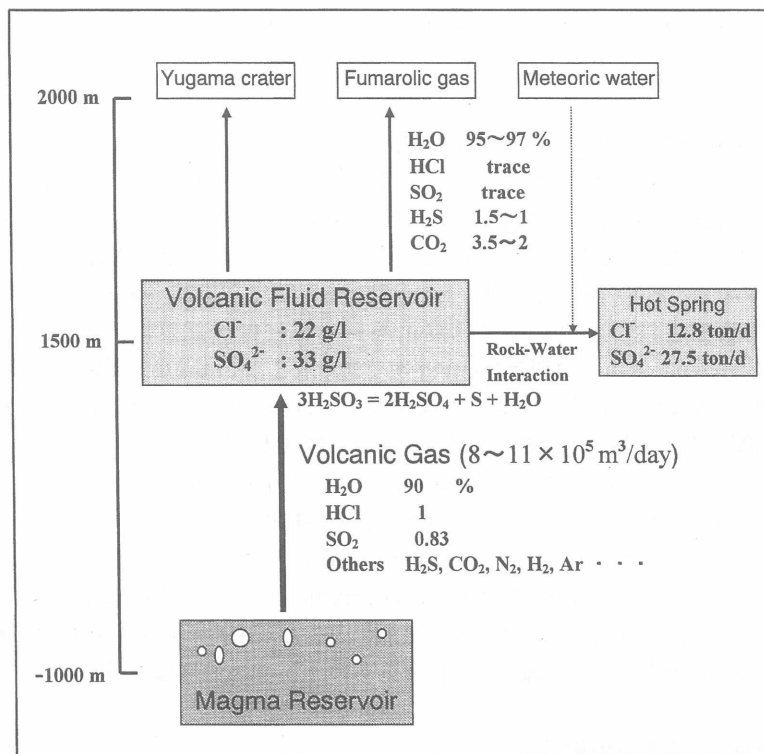 Yugama crater
Fumarolic gas
Meteoric water
2000 m
H₂O 95～97 %
HCl trace
SO₂ trace
H₂S 1.5～1
CO₂ 3.5～2
Volcanic Fluid Reservoir
Cl⁻ : 22 g/l
SO₄²⁻ : 33 g/l
1500 m
Rock-Water
Interaction
Hot Spring
Cl⁻ 12.8 ton/d
SO₄²⁻ 27.5 ton/d
3H₂SO₃ = 2H₂SO₄ + S + H₂O
Volcanic Gas (8～11×10⁵ m³/day)
H₂O 90 %
HCl 1
SO₂ 0.83
Others H₂S, CO₂, N₂, H₂, Ar ・ ・ ・
-1000 m
Magma Reservoir